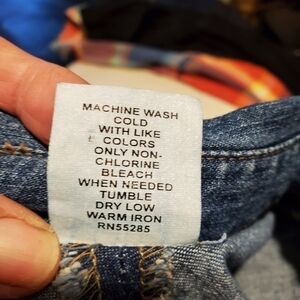 MACHINE WASH
COLD
WITH LIKE
COLORS
ONLY NON-
CHLORINE
BLEACH
WHEN NEEDED
TUMBLE
DRY LOW
WARM IRON
RN55285